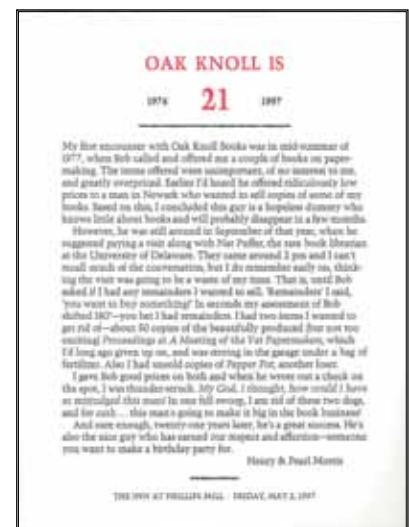 OAK KNOLL IS
1976 21 1997
My first encounter with Oak Knoll Books was in mid-summer of
1977, when Bob called and offered me a couple of books on paper-
making. The items offered were unimportant, of no interest to me,
and greatly overpriced. Earlier I'd heard he offered ridiculously low
prices to a man in Newark who wanted to sell copies of some of my
books. Based on this, I concluded this guy is a hopeless dummy who
knows little about books and will probably disappear in a few months.
However, he was still around in September of that year, when he
suggested paying a visit along with Nat Puffer, the rare book librarian
at the University of Delaware. They came around 2 pm and I can't
recall much of the conversation, but I do remember early on, think-
ing the visit was going to be a waste of my time. That is, until Bob
asked if I had any remainders I wanted to sell. 'Remainders' I said,
'you want to buy something?' In seconds my assessment of Bob
shifted 180°—you bet I had remainders. I had two items I wanted to
get rid of—about 50 copies of the beautifully produced (but not too
exciting) Proceedings at A Meeting of the Vat Papermakers, which
I'd long ago given up on, and was storing in the garage under a bag of
fertilizer. Also I had unsold copies of Pepper Pot, another loser.
I gave Bob good prices on both and when he wrote out a check on
the spot, I was thunder-struck. My God, I thought, how could I have
so misjudged this man! In one fell swoop, I am rid of these two dogs,
and for cash ... this man's going to make it big in the book business!
And sure enough, twenty-one years later, he's a great success. He's
also the nice guy who has earned our respect and affection—someone
you want to make a birthday party for.
Henry & Pearl Morris
THE INN AT PHILLIPS MILL · FRIDAY, MAY 2, 1997